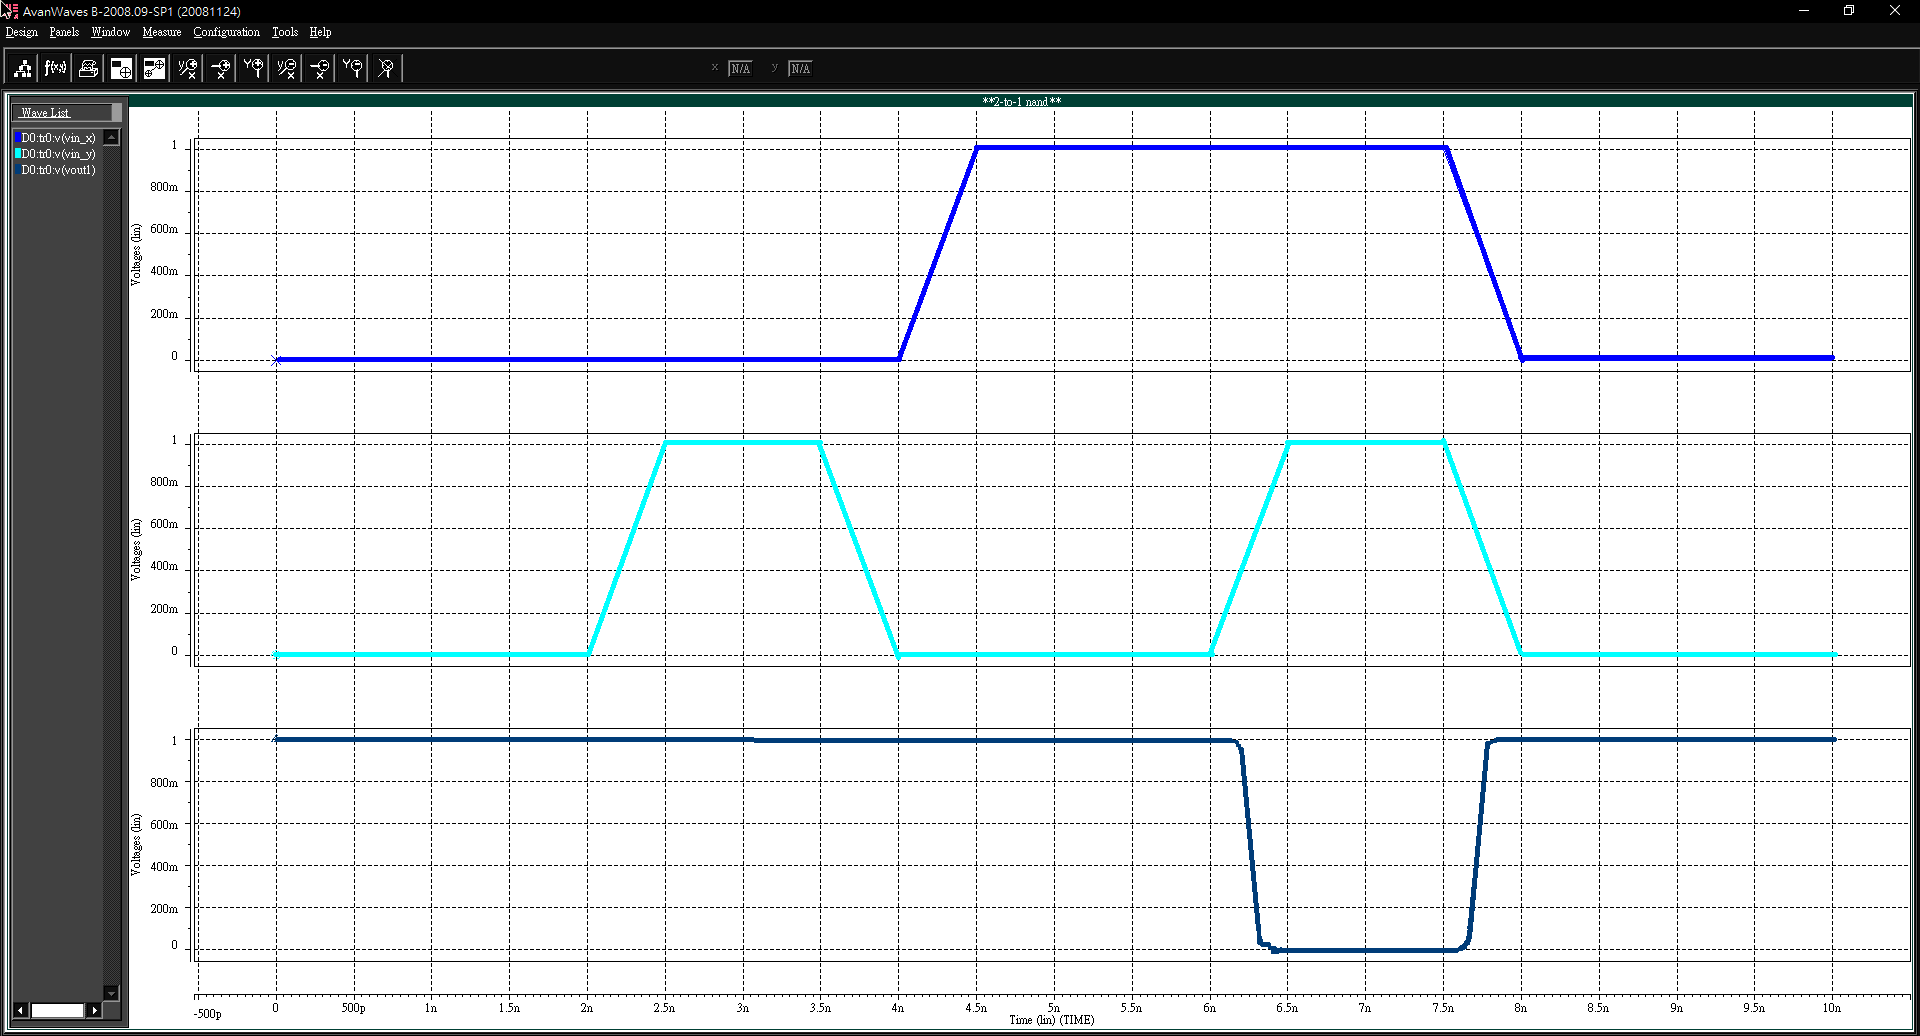 AvanWaves B-2008.09-SP1 (20081124)
Design Panels Window Measure Configuration Tools Help
f(x,y) x N/A y N/A
**2-to-1 nand**
Wave List
D0:tr0:v(vin_x)
D0:tr0:v(vin_y)
D0:tr0:v(vout1)
Voltages (lin)
1
800m
600m
400m
200m
0
Voltages (lin)
1
800m
600m
400m
200m
0
Voltages (lin)
1
800m
600m
400m
200m
0
-500p 0 500p 1n 1.5n 2n 2.5n 3n 3.5n 4n 4.5n 5n 5.5n 6n 6.5n 7n 7.5n 8n 8.5n 9n 9.5n 10n
Time (lin) (TIME)